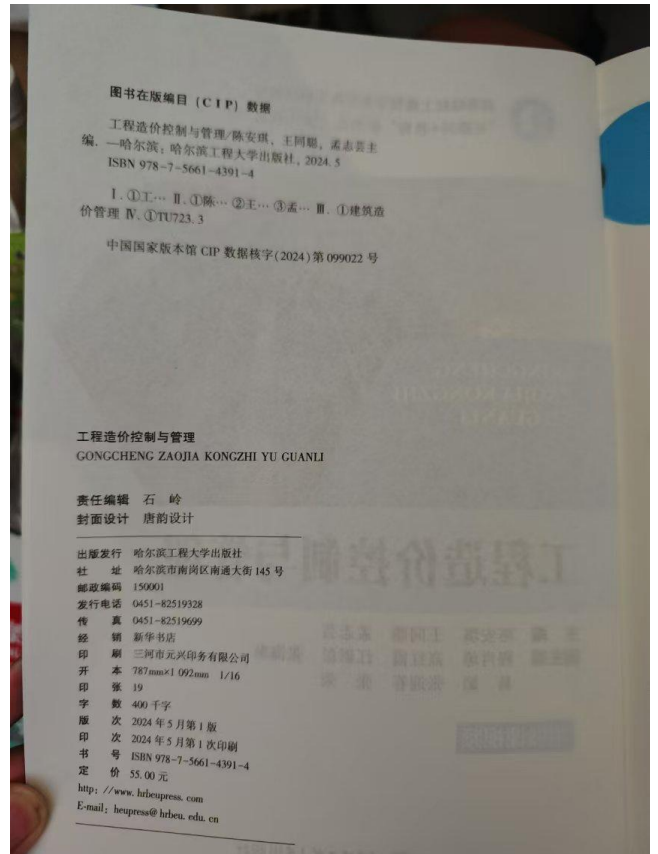 图书在版编目（CIP）数据
工程造价控制与管理/陈安琪，王同聪，孟志芸主
编. —哈尔滨：哈尔滨工程大学出版社，2024.5
ISBN 978-7-5661-4391-4
Ⅰ.①工… Ⅱ.①陈… ②王… ③孟… Ⅲ.①建筑造
价管理 Ⅳ.①TU723.3
中国国家版本馆 CIP 数据核字(2024)第 099022 号
工程造价控制与管理
GONGCHENG ZAOJIA KONGZHI YU GUANLI
责任编辑 石 岭
封面设计 唐韵设计
出版发行 哈尔滨工程大学出版社
社 址 哈尔滨市南岗区南通大街 145 号
邮政编码 150001
发行电话 0451-82519328
传 真 0451-82519699
经 销 新华书店
印 刷 三河市元兴印务有限公司
开 本 787mm×1 092mm 1/16
印 张 19
字 数 400 千字
版 次 2024 年 5 月第 1 版
印 次 2024 年 5 月第 1 次印刷
书 号 ISBN 978-7-5661-4391-4
定 价 55.00 元
http：//www. hrbeupress. com
E-mail：heupress@ hrbeu. edu. cn
工程造价控制与管理